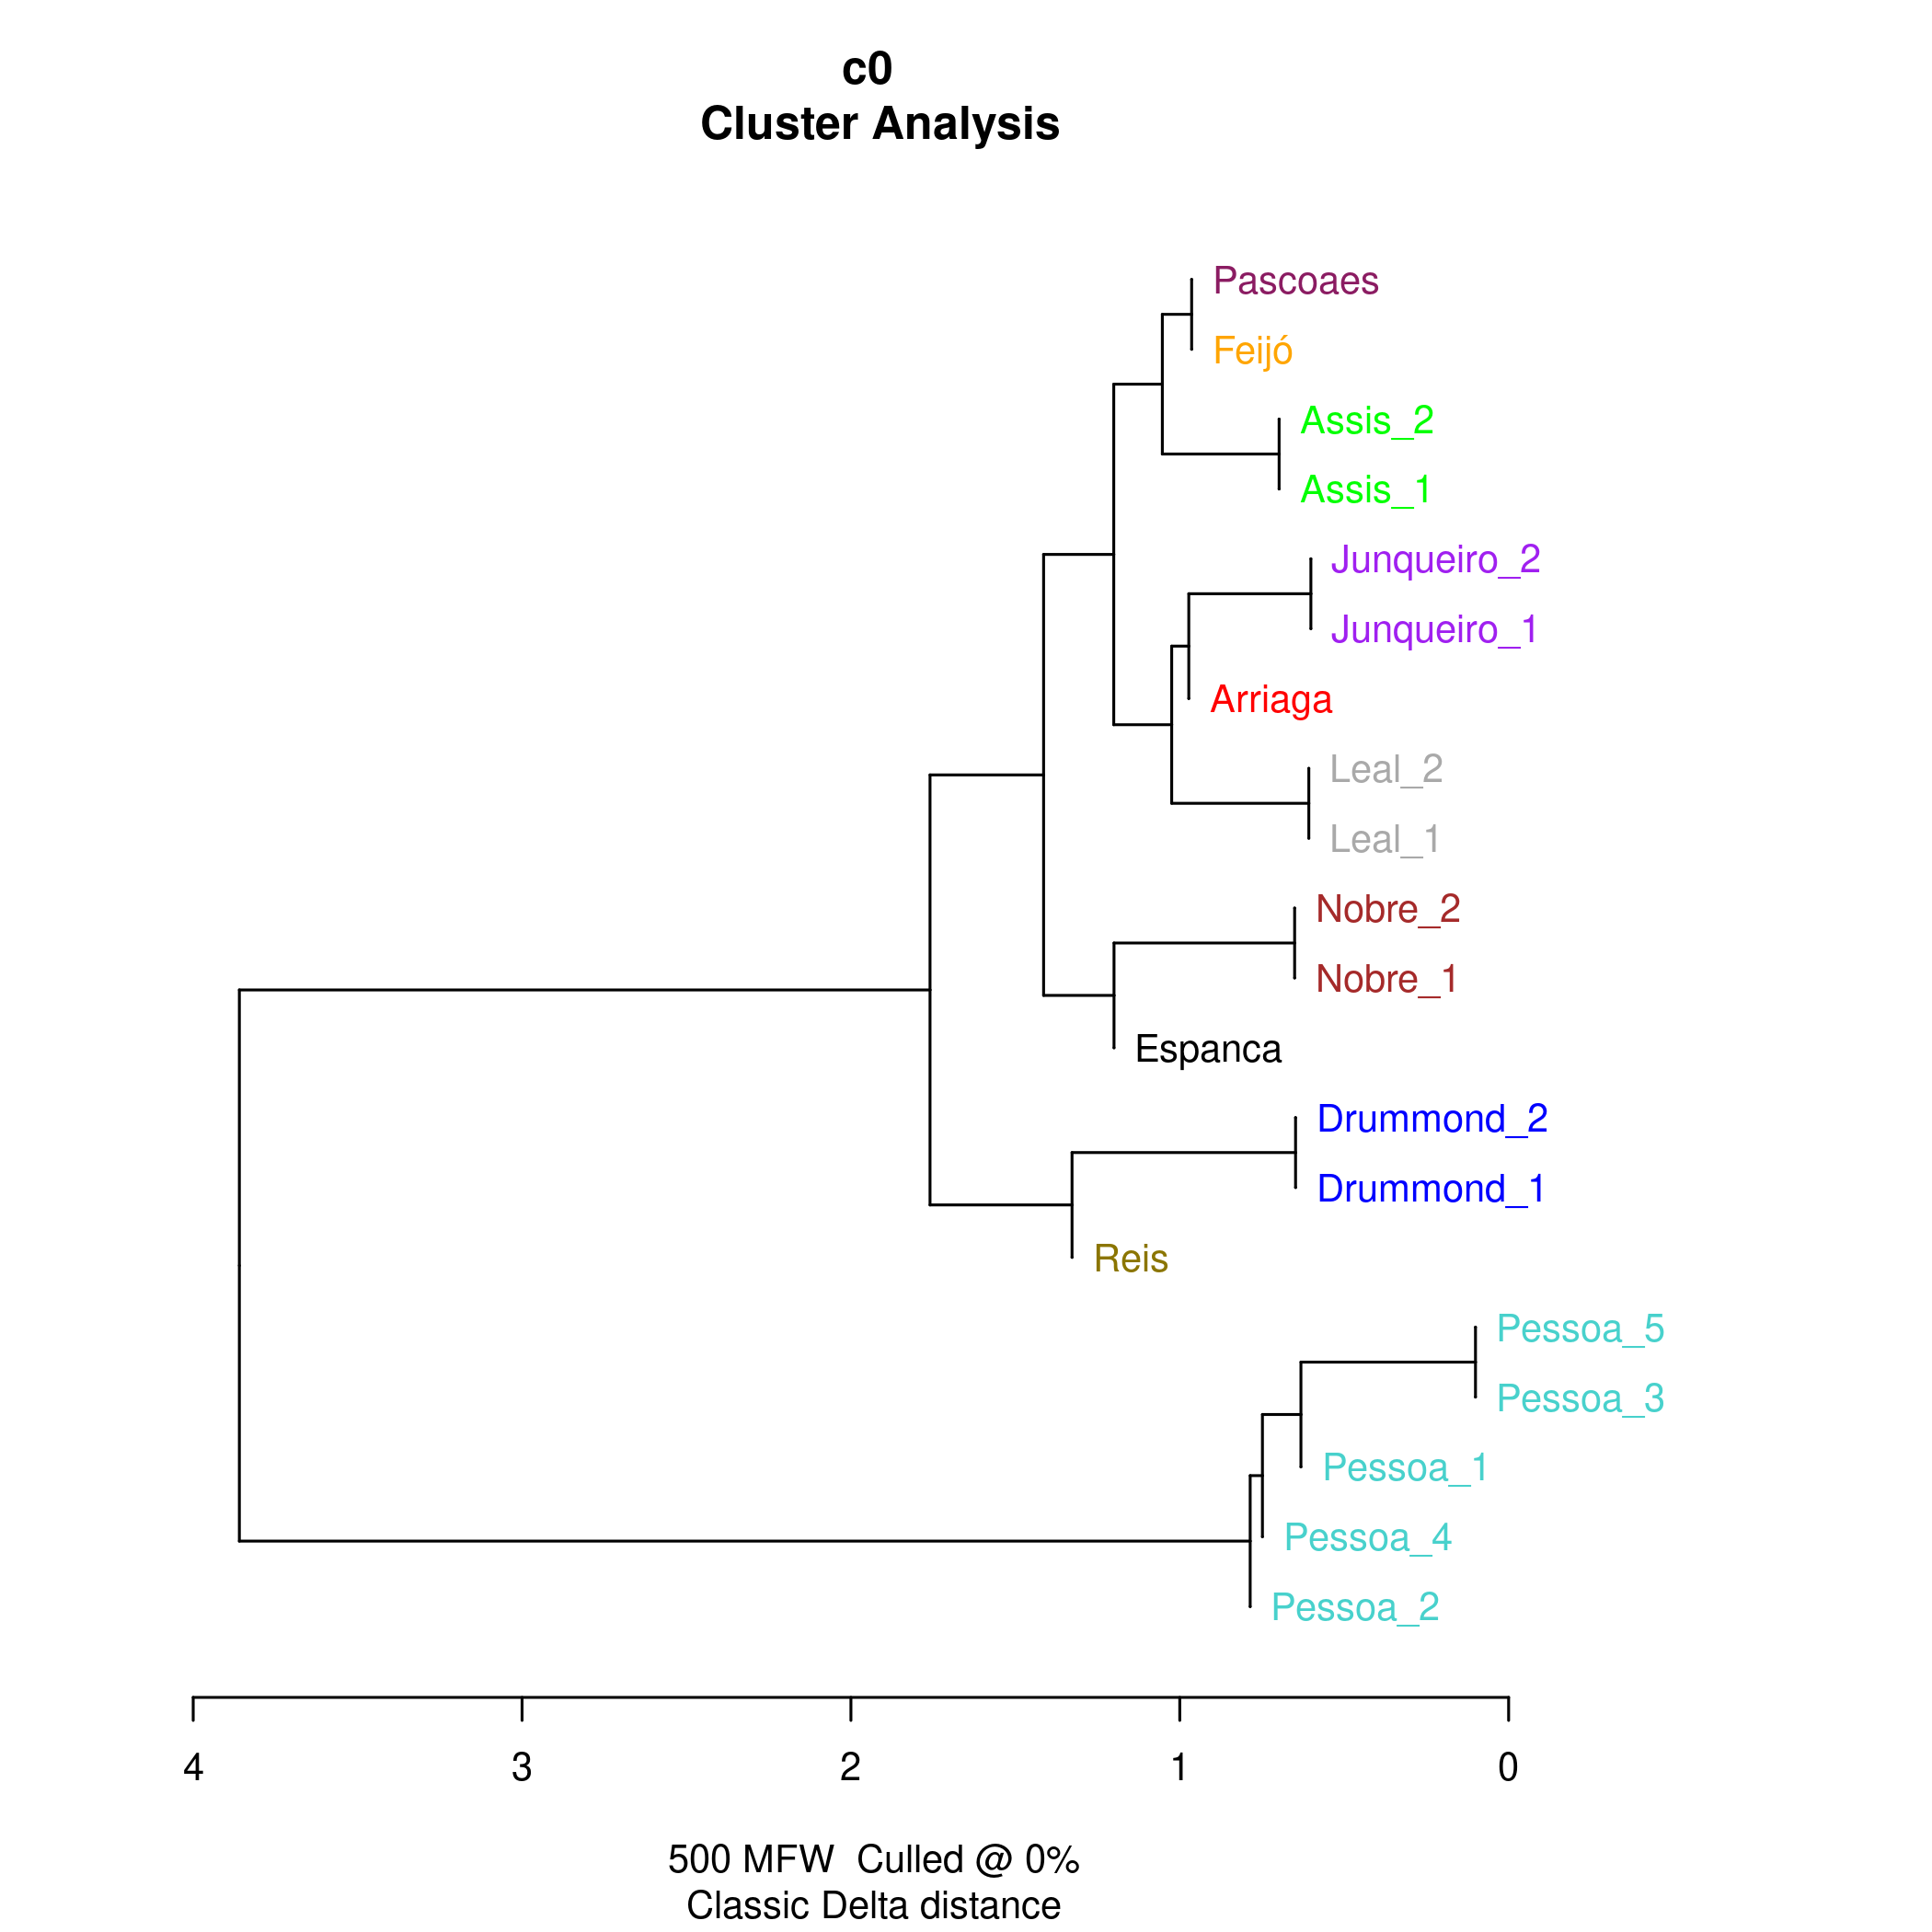 c0
Cluster Analysis
Pascoaes
Feijó
Assis_2
Assis_1
Junqueiro_2
Junqueiro_1
Arriaga
Leal_2
Leal_1
Nobre_2
Nobre_1
Espanca
Drummond_2
Drummond_1
Reis
Pessoa_5
Pessoa_3
Pessoa_1
Pessoa_4
Pessoa_2
4 3 2 1 0
500 MFW  Culled @ 0%
Classic Delta distance